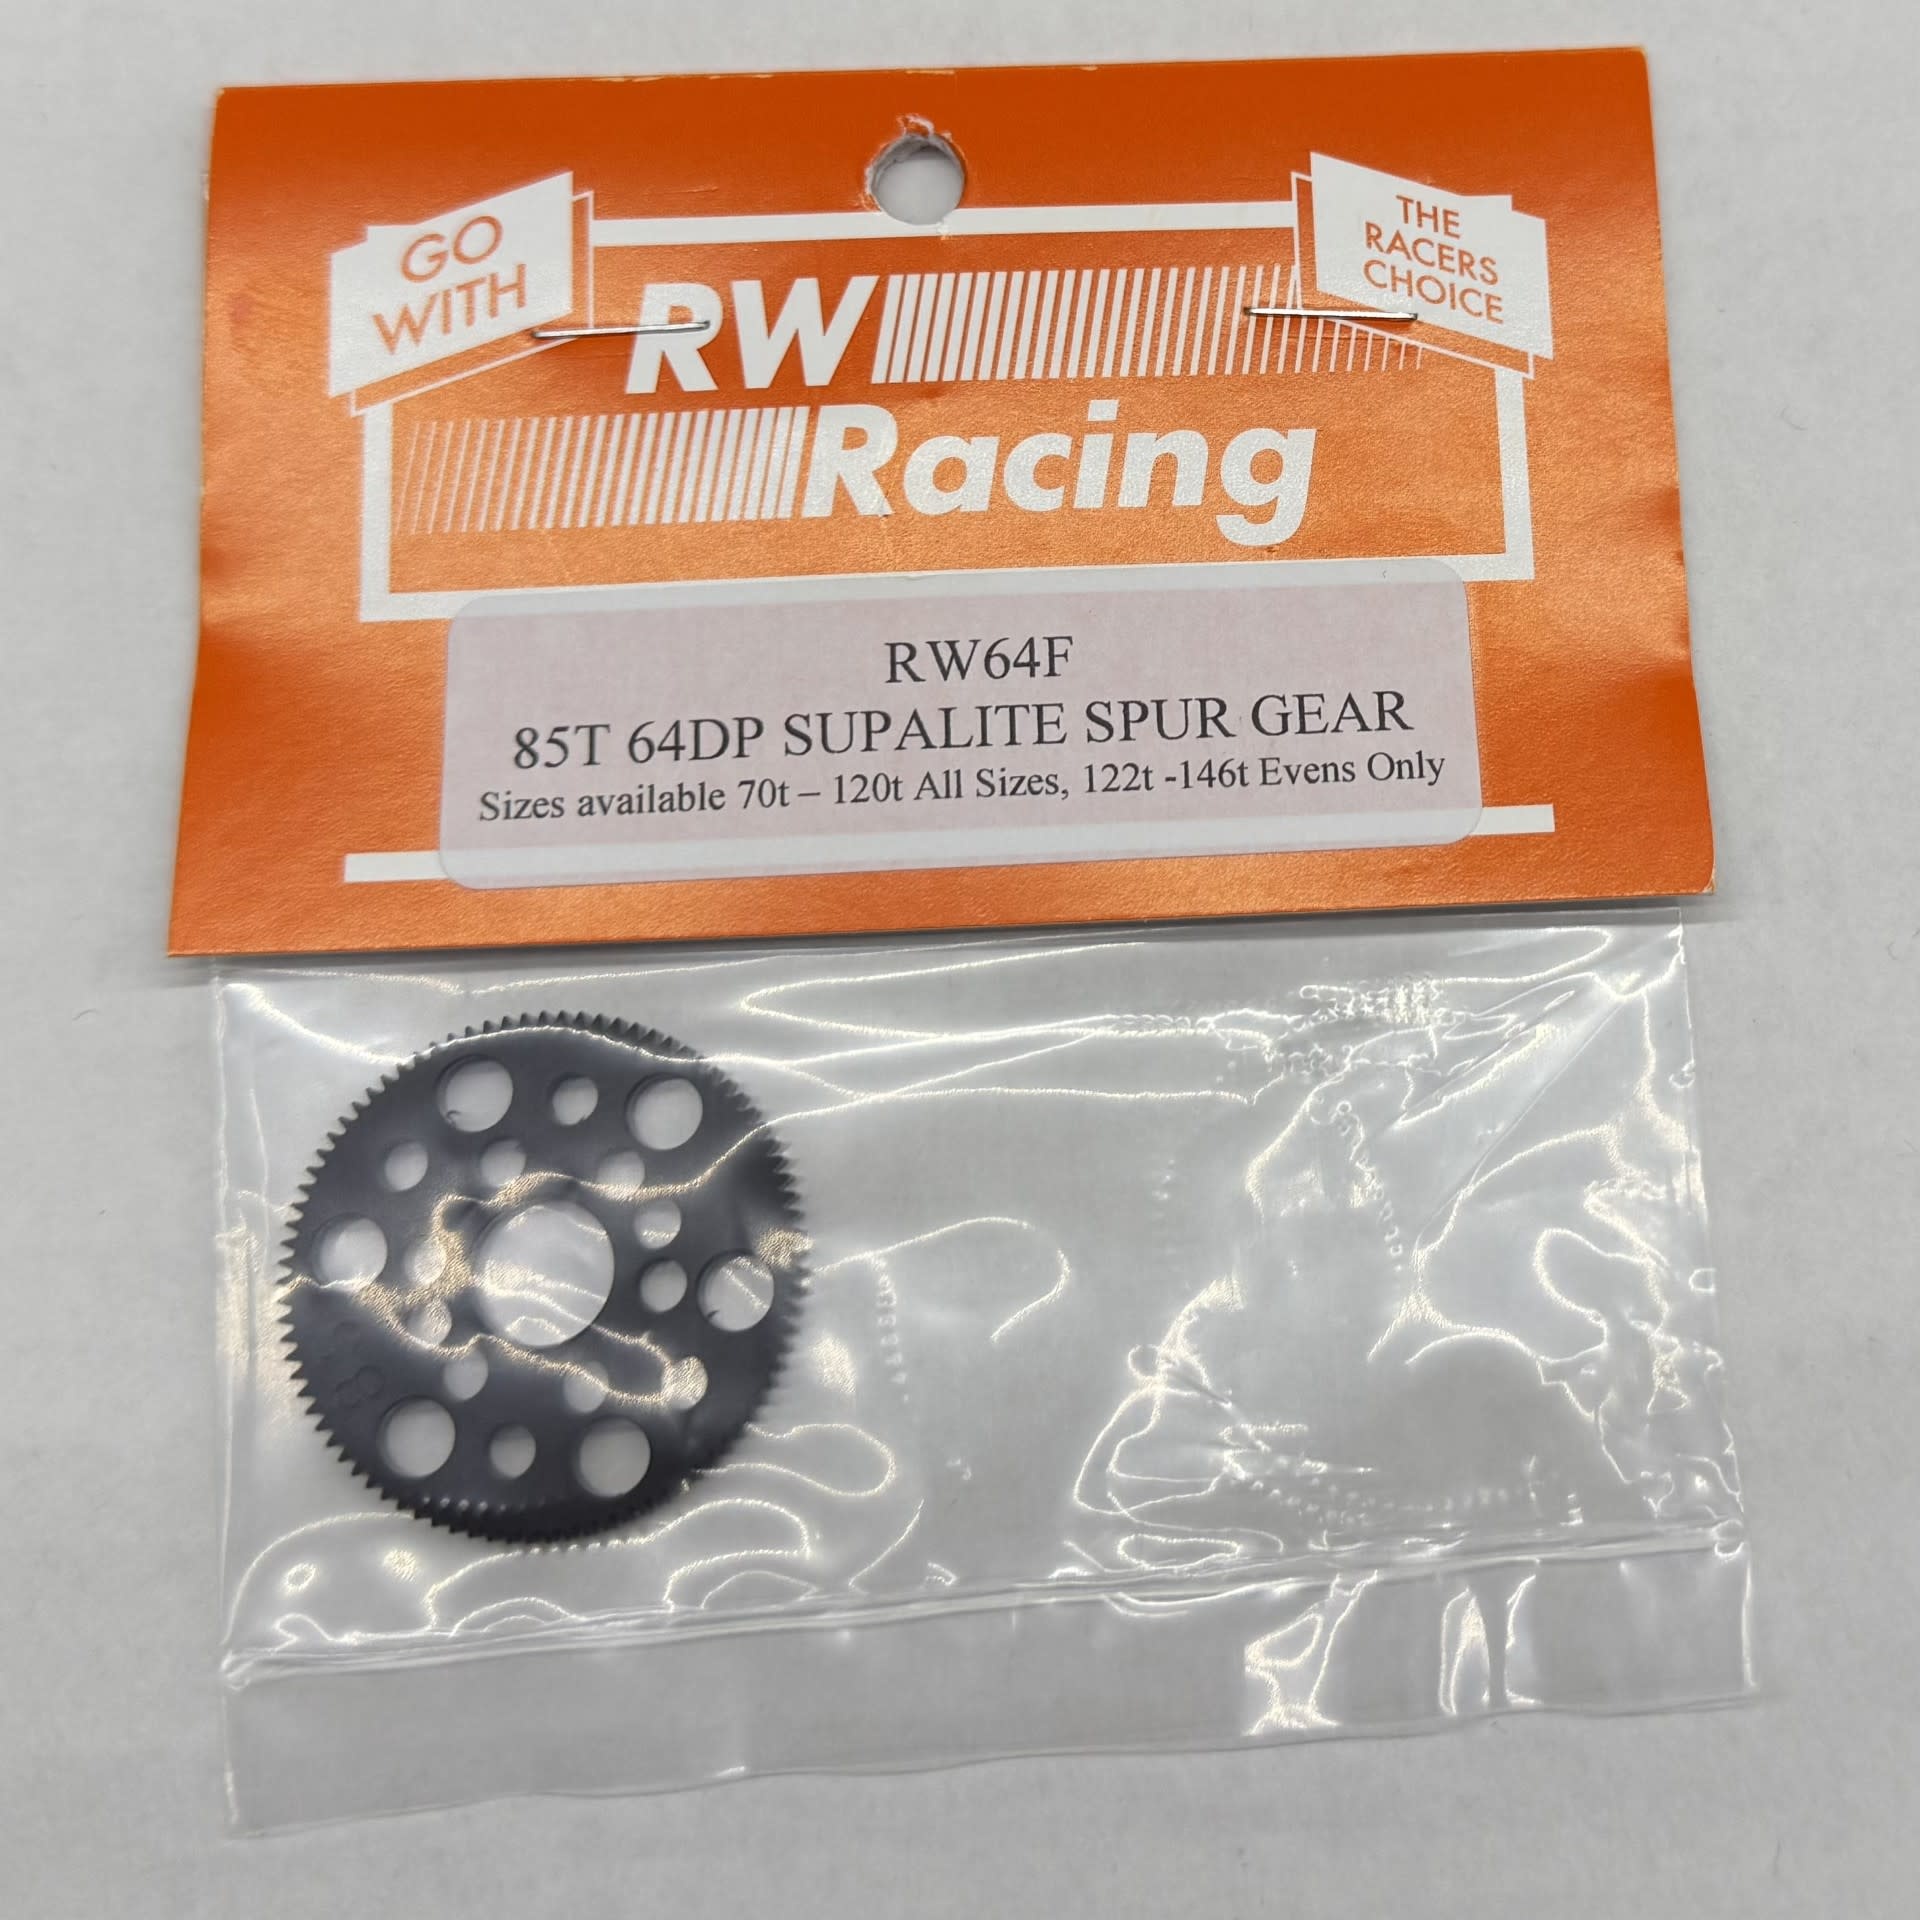 GO
WITH
THE
RACERS
CHOICE
RW
Racing
RW64F
85T 64DP SUPALITE SPUR GEAR
Sizes available 70t – 120t All Sizes, 122t -146t Evens Only